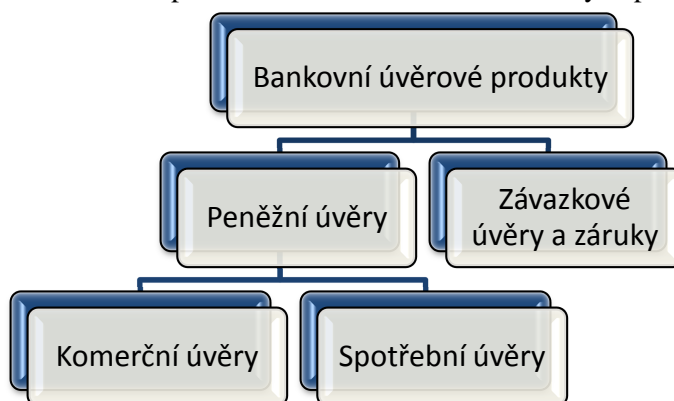 Bankovní úvěrové produkty
Peněžní úvěry
Závazkové
úvěry a záruky
Komerční úvěry
Spotřební úvěry